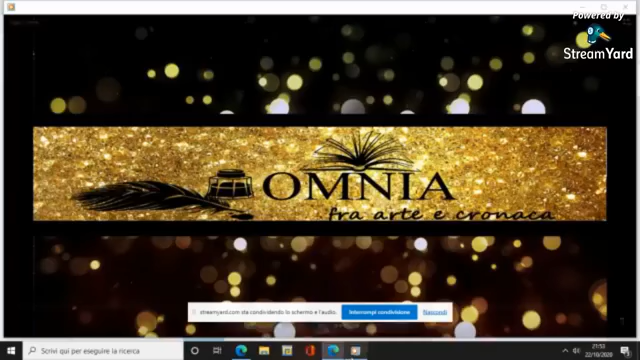 Powered by
StreamYard
OMNIA
fra arte e cronaca
streamyard.com sta condividendo lo schermo e l'audio.
Interrompi condivisione
Nascondi
Scrivi qui per eseguire la ricerca
21:53
22/10/2020